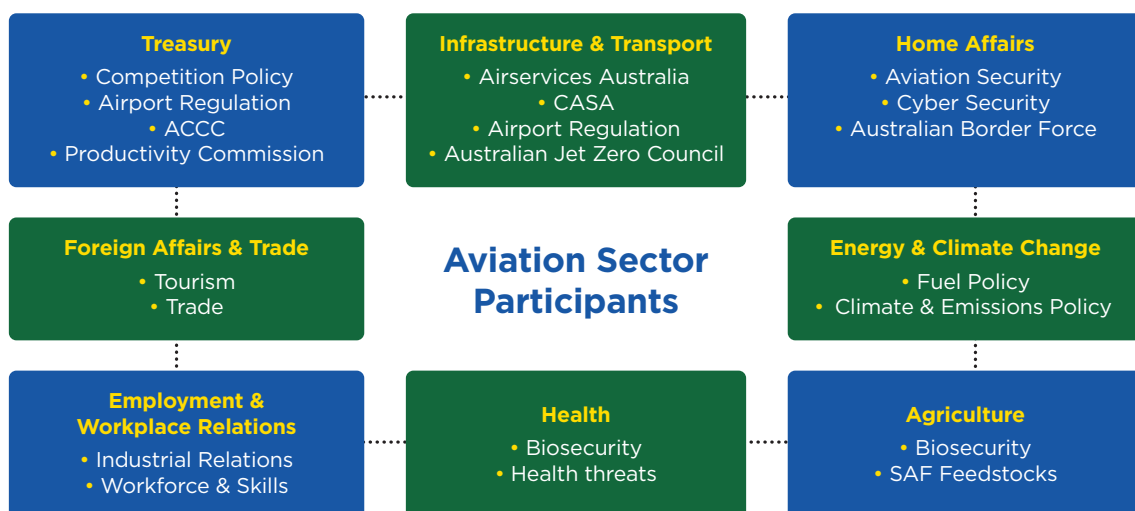 Treasury
• Competition Policy
• Airport Regulation
• ACCC
• Productivity Commission
Infrastructure & Transport
• Airservices Australia
• CASA
• Airport Regulation
• Australian Jet Zero Council
Home Affairs
• Aviation Security
• Cyber Security
• Australian Border Force
Foreign Affairs & Trade
• Tourism
• Trade
Aviation Sector
Participants
Energy & Climate Change
• Fuel Policy
• Climate & Emissions Policy
Employment &
Workplace Relations
• Industrial Relations
• Workforce & Skills
Health
• Biosecurity
• Health threats
Agriculture
• Biosecurity
• SAF Feedstocks